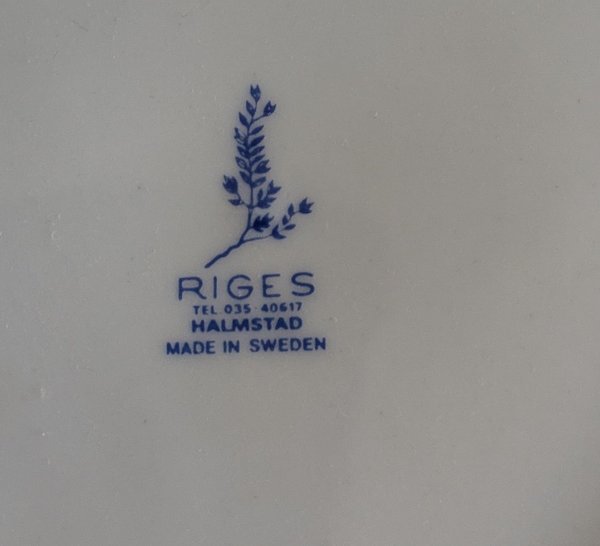 RIGES
TEL. 035-40617
HALMSTAD
MADE IN SWEDEN